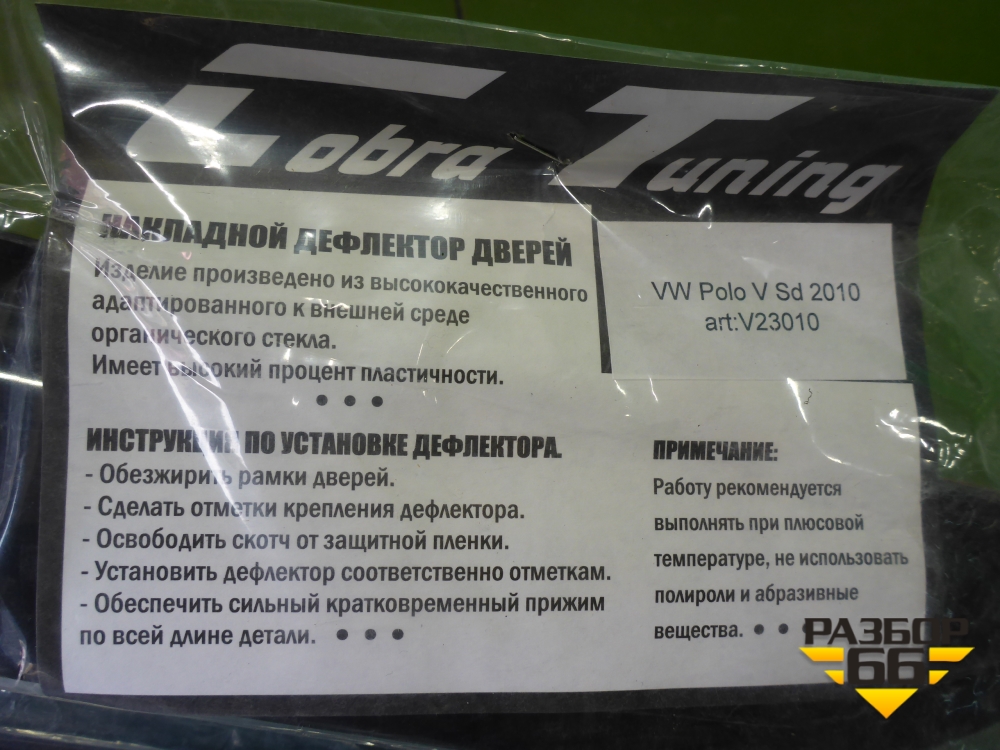 Cobra Tuning
НАКЛАДНОЙ ДЕФЛЕКТОР ДВЕРЕЙ
Изделие произведено из высококачественного
адаптированного к внешней среде
органического стекла.
Имеет высокий процент пластичности.
• • •
VW Polo V Sd 2010
art:V23010
ИНСТРУКЦИЯ ПО УСТАНОВКЕ ДЕФЛЕКТОРА.
- Обезжирить рамки дверей.
- Сделать отметки крепления дефлектора.
- Освободить скотч от защитной пленки.
- Установить дефлектор соответственно отметкам.
- Обеспечить сильный кратковременный прижим
по всей длине детали. • • •
ПРИМЕЧАНИЕ:
Работу рекомендуется
выполнять при плюсовой
температуре, не использовать
полироли и абразивные
вещества. • •
РАЗБОР
66